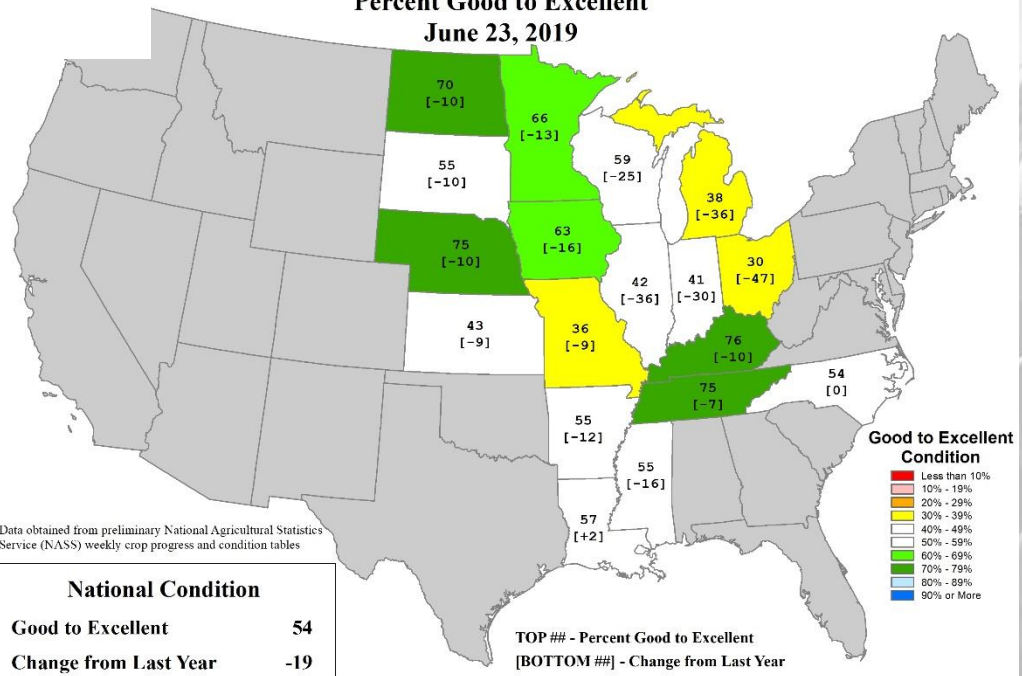 Percent Good to Excellent
June 23, 2019
70
[-10]
66
[-13]
55
[-10]
59
[-25]
38
[-36]
75
[-10]
63
[-16]
42
[-36]
41
[-30]
30
[-47]
43
[-9]
36
[-9]
76
[-10]
75
[-7]
54
[0]
55
[-12]
55
[-16]
57
[+2]
Good to Excellent
Condition
Less than 10%
10% - 19%
20% - 29%
30% - 39%
40% - 49%
50% - 59%
60% - 69%
70% - 79%
80% - 89%
90% or More
Data obtained from preliminary National Agricultural Statistics
Service (NASS) weekly crop progress and condition tables
National Condition
Good to Excellent 54
Change from Last Year -19
TOP ## - Percent Good to Excellent
[BOTTOM ##] - Change from Last Year